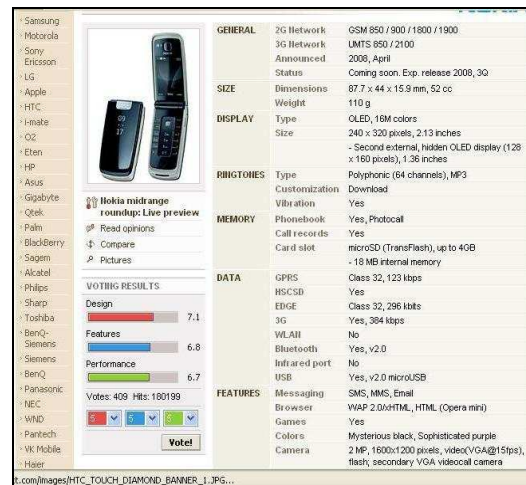 Samsung
Motorola
Sony
Ericsson
LG
Apple
HTC
i-mate
O2
Eten
HP
Asus
Gigabyte
Qtek
Palm
BlackBerry
Sagem
Alcatel
Philips
Sharp
Toshiba
BenQ-
Siemens
Siemens
BenQ
Panasonic
NEC
WND
Pantech
VK Mobile
Haier
Nokia midrange
roundup: Live preview
Read opinions
Compare
Pictures
VOTING RESULTS
Design
7.1
Features
6.8
Performance
6.7
Votes: 409 Hits: 180199
5 5 5
Vote!
GENERAL 2G Network GSM 850 / 900 / 1800 / 1900
3G Network UMTS 850 / 2100
Announced 2008, April
Status Coming soon. Exp. release 2008, 3Q
SIZE Dimensions 87.7 x 44 x 15.9 mm, 52 cc
Weight 110 g
DISPLAY Type OLED, 16M colors
Size 240 x 320 pixels, 2.13 inches
- Second external, hidden OLED display (128
x 160 pixels), 1.36 inches
RINGTONES Type Polyphonic (64 channels), MP3
Customization Download
Vibration Yes
MEMORY Phonebook Yes, Photocall
Call records Yes
Card slot microSD (TransFlash), up to 4GB
- 18 MB internal memory
DATA GPRS Class 32, 123 kbps
HSCSD Yes
EDGE Class 32, 296 kbits
3G Yes, 384 kbps
WLAN No
Bluetooth Yes, v2.0
Infrared port No
USB Yes, v2.0 microUSB
FEATURES Messaging SMS, MMS, Email
Browser WAP 2.0/xHTML, HTML (Opera mini)
Games Yes
Colors Mysterious black, Sophisticated purple
Camera 2 MP, 1600x1200 pixels, video(VGA@15fps),
flash; secondary VGA videocall camera
t.com/images/HTC_TOUCH_DIAMOND_BANNER_1.JPG...